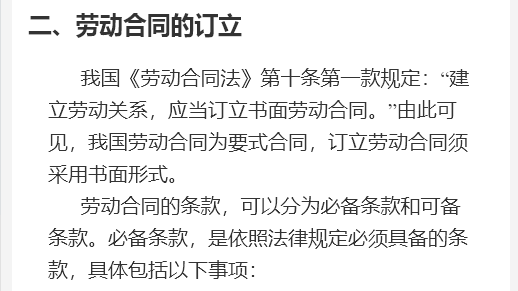 二、劳动合同的订立
我国《劳动合同法》第十条第一款规定：“建
立劳动关系，应当订立书面劳动合同。”由此可
见，我国劳动合同为要式合同，订立劳动合同须
采用书面形式。
劳动合同的条款，可以分为必备条款和可备
条款。必备条款，是依照法律规定必须具备的条
款，具体包括以下事项：